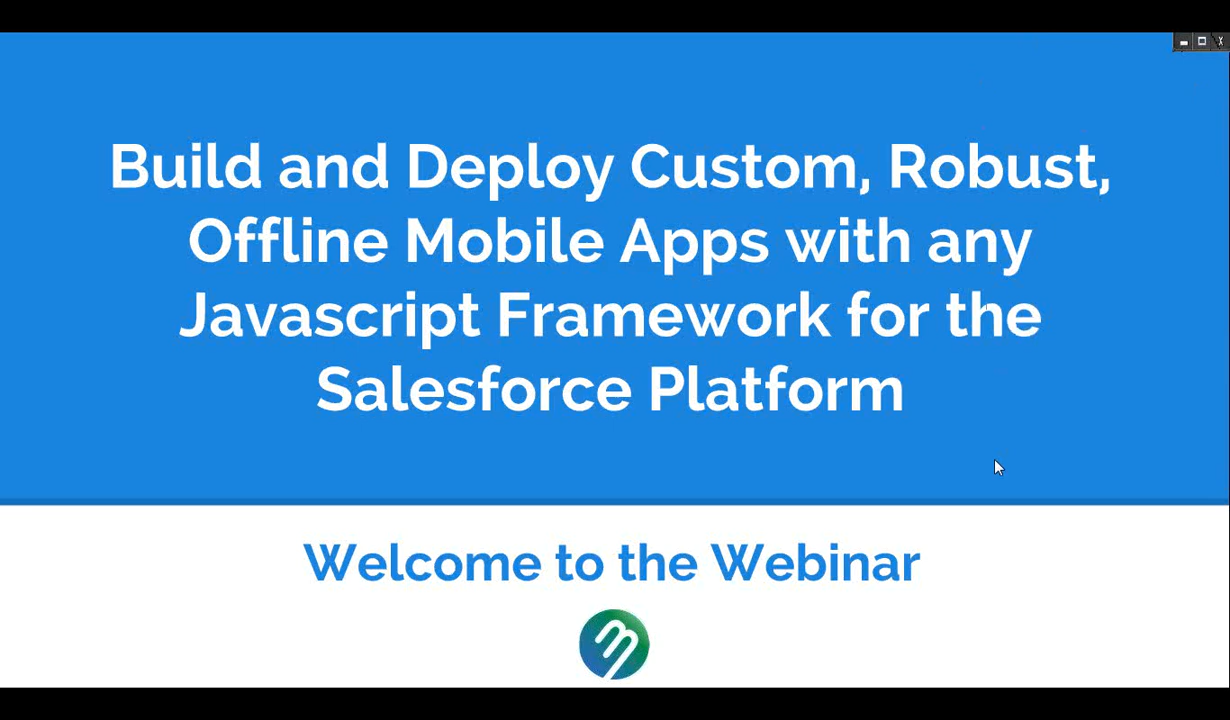 Build and Deploy Custom, Robust,
Offline Mobile Apps with any
Javascript Framework for the
Salesforce Platform
Welcome to the Webinar